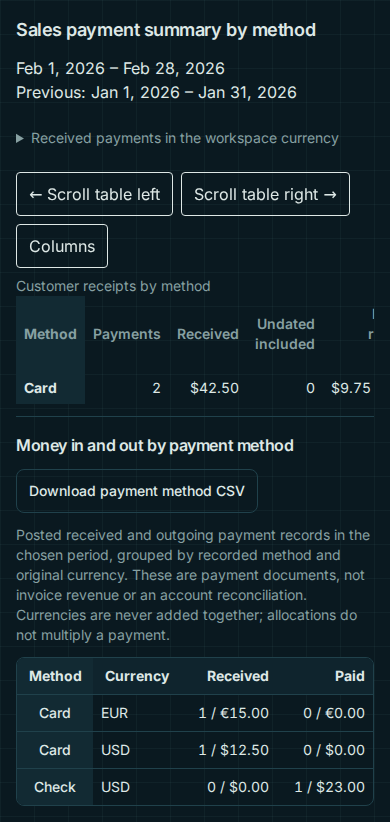 Sales payment summary by method
Feb 1, 2026 – Feb 28, 2026
Previous: Jan 1, 2026 – Jan 31, 2026
▶ Received payments in the workspace currency
← Scroll table left
Scroll table right →
Columns
Customer receipts by method
Method Payments Received Undated included
Card 2 $42.50 0 $9.75
Money in and out by payment method
Download payment method CSV
Posted received and outgoing payment records in the
chosen period, grouped by recorded method and
original currency. These are payment documents, not
invoice revenue or an account reconciliation.
Currencies are never added together; allocations do
not multiply a payment.
Method Currency Received Paid
Card EUR 1 / €15.00 0 / €0.00
Card USD 1 / $12.50 0 / $0.00
Check USD 0 / $0.00 1 / $23.00